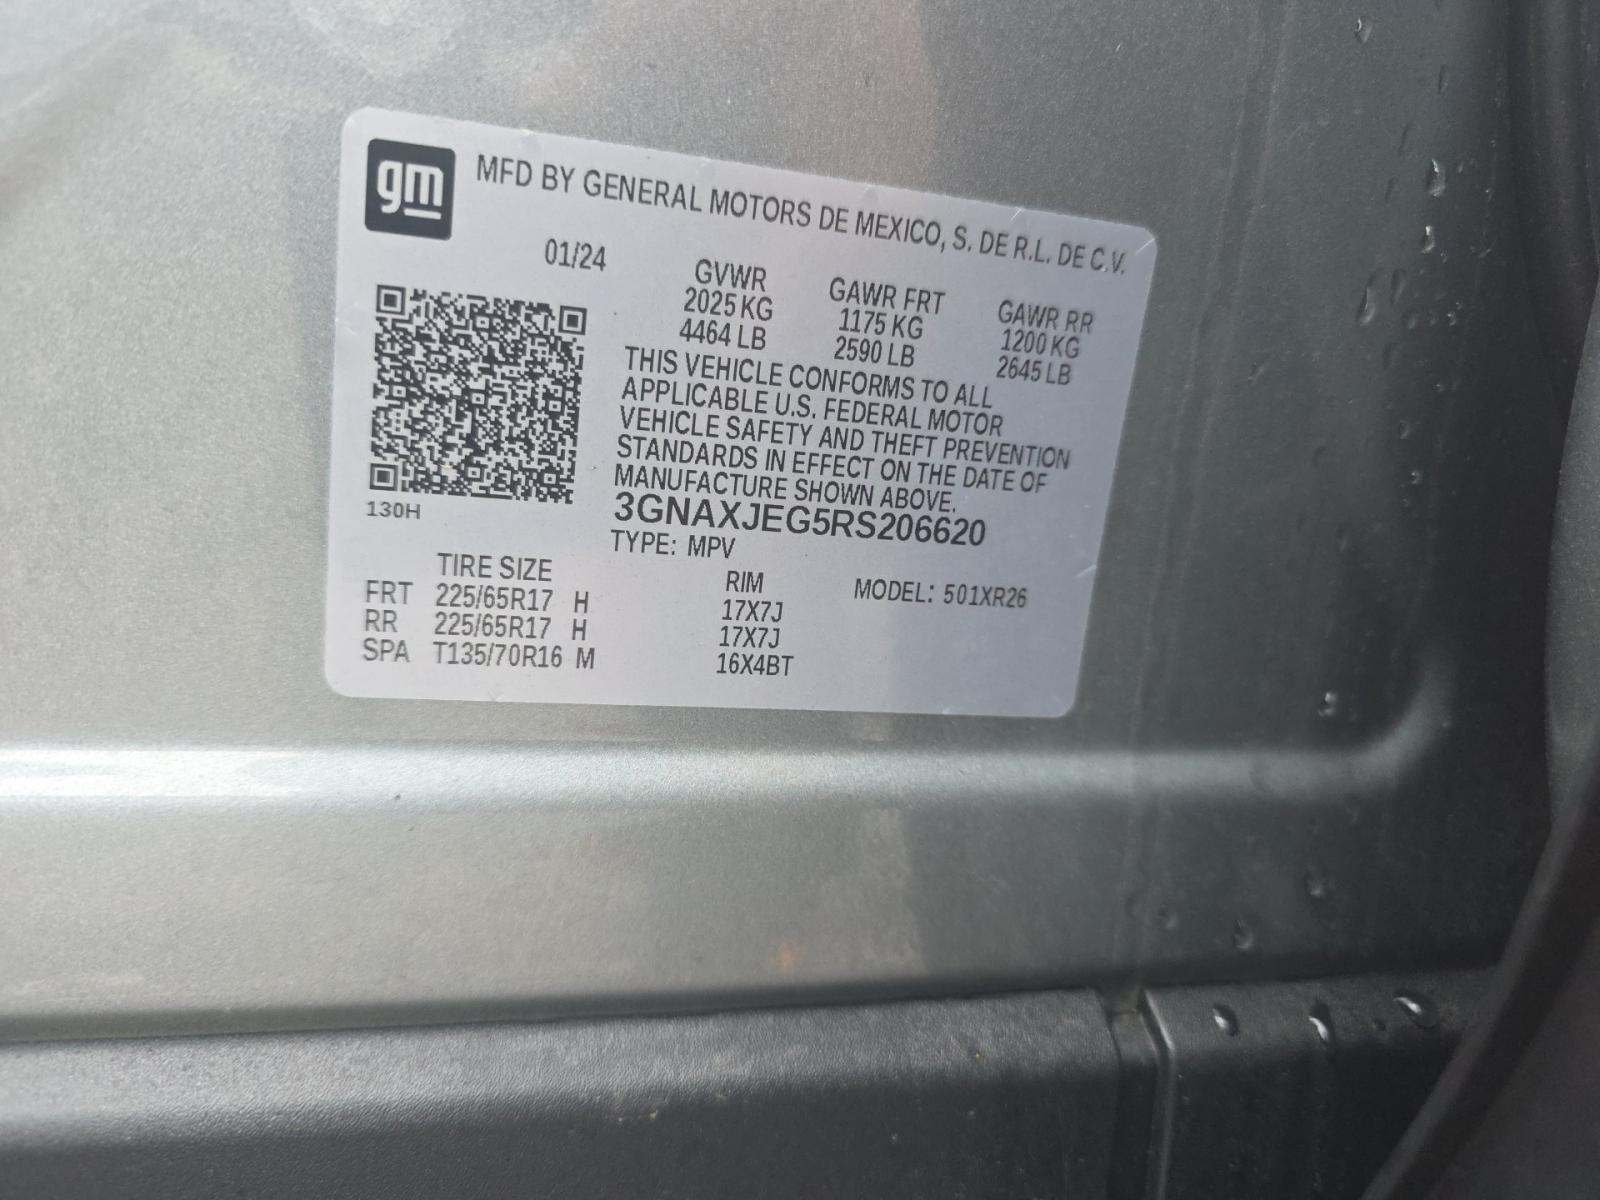 gm
MFD BY GENERAL MOTORS DE MEXICO, S. DE R.L. DE C.V.
01/24
GVWR GAWR FRT GAWR RR
2025 KG 1175 KG 1200 KG
4464 LB 2590 LB 2645 LB
THIS VEHICLE CONFORMS TO ALL
APPLICABLE U.S. FEDERAL MOTOR
VEHICLE SAFETY AND THEFT PREVENTION
STANDARDS IN EFFECT ON THE DATE OF
MANUFACTURE SHOWN ABOVE.
130H
3GNAXJEG5RS206620
TYPE: MPV
TIRE SIZE RIM MODEL: 501XR26
FRT 225/65R17 H 17X7J
RR 225/65R17 H 17X7J
SPA T135/70R16 M 16X4BT